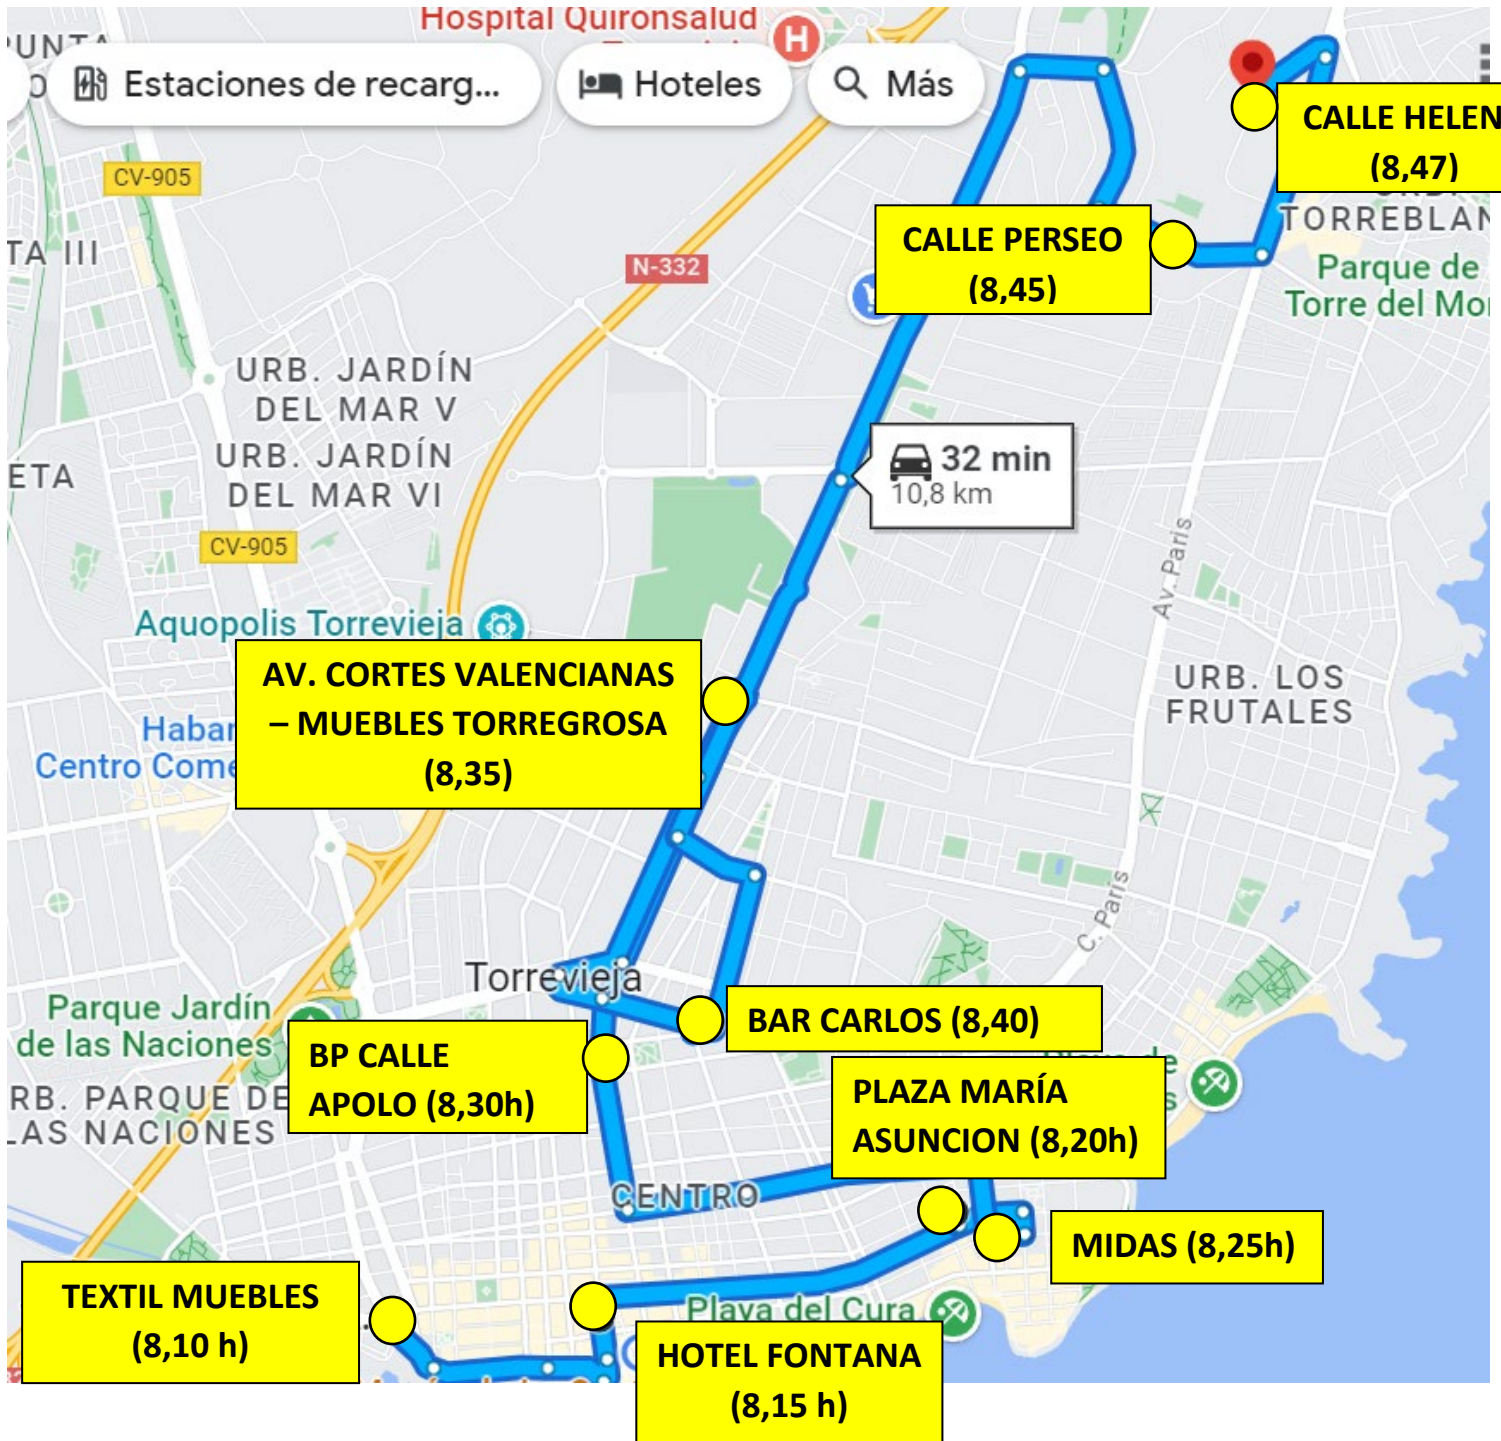 Hospital Quironsalud
Estaciones de recarg...
Hoteles
Más
CV-905
CALLE HELEN
(8,47)
TORREBLAN
CALLE PERSEO
(8,45)
TA III
N-332
Parque de
Torre del Mo
URB. JARDÍN
DEL MAR V
URB. JARDÍN
DEL MAR VI
ETA
32 min
10,8 km
CV-905
Av. Paris
Aquopolis Torrevieja
AV. CORTES VALENCIANAS
– MUEBLES TORREGROSA
(8,35)
URB. LOS
FRUTALES
Haba
Centro Come
C. Paris
Torrevieja
Parque Jardín
de las Naciones
BAR CARLOS (8,40)
BP CALLE
APOLO (8,30h)
RB. PARQUE DE
LAS NACIONES
PLAZA MARÍA
ASUNCION (8,20h)
CENTRO
MIDAS (8,25h)
TEXTIL MUEBLES
(8,10 h)
Playa del Cura
HOTEL FONTANA
(8,15 h)